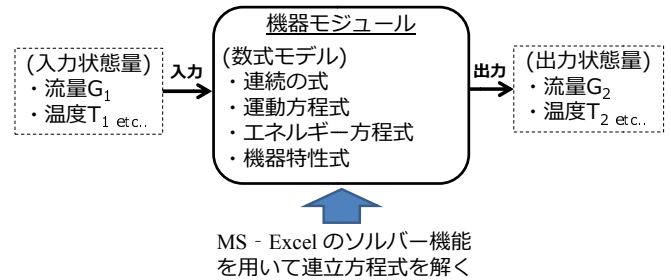 機器モジュール
(入力状態量)
・流量G₁
・温度T₁ etc..
入力
(数式モデル)
・連続の式
・運動方程式
・エネルギー方程式
・機器特性式
出力
(出力状態量)
・流量G₂
・温度T₂ etc..
MS‐Excel のソルバー機能
を用いて連立方程式を解く